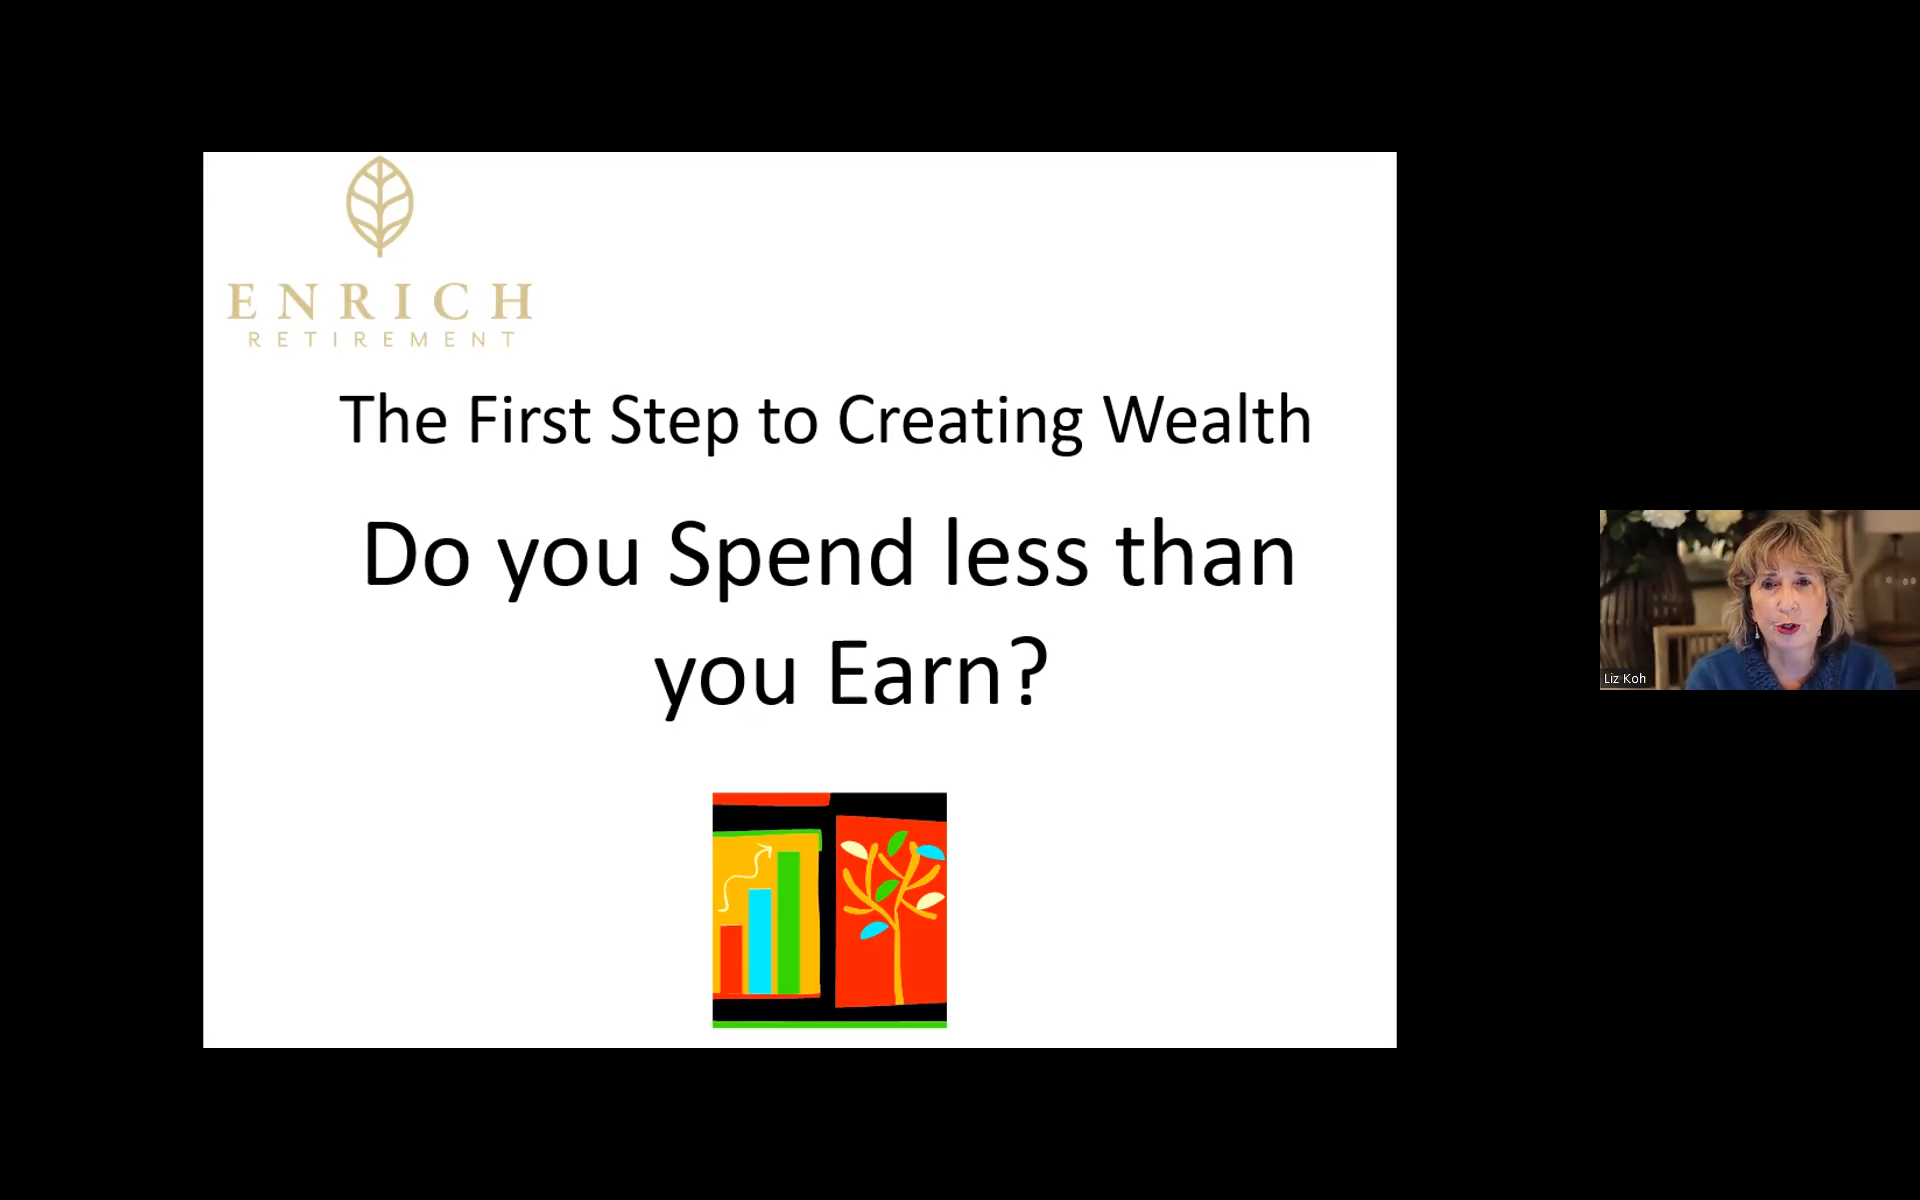 ENRICH
RETIREMENT
The First Step to Creating Wealth
Do you Spend less than
you Earn?
Liz Koh